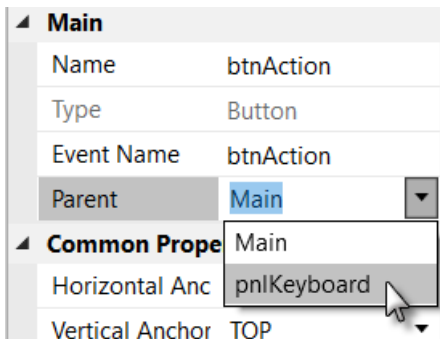 Main
Name btnAction
Type Button
Event Name btnAction
Parent Main
Common Prope Main
Horizontal Anc pnlKeyboard
Vertical Anchor TOP